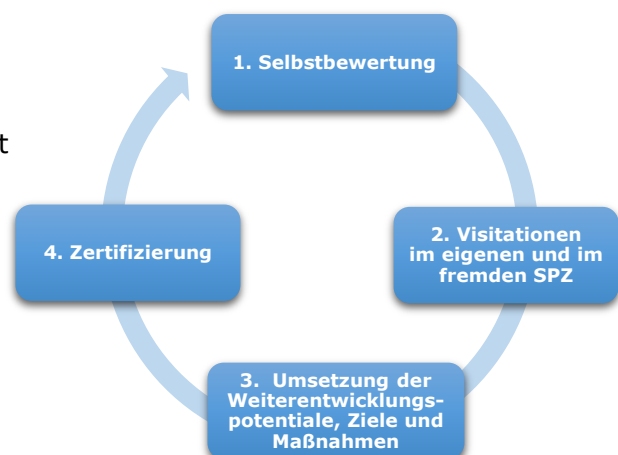 1. Selbstbewertung
t
2. Visitationen
im eigenen und im
fremden SPZ
3. Umsetzung der
Weiterentwicklungs-
potentiale, Ziele und
Maßnahmen
4. Zertifizierung